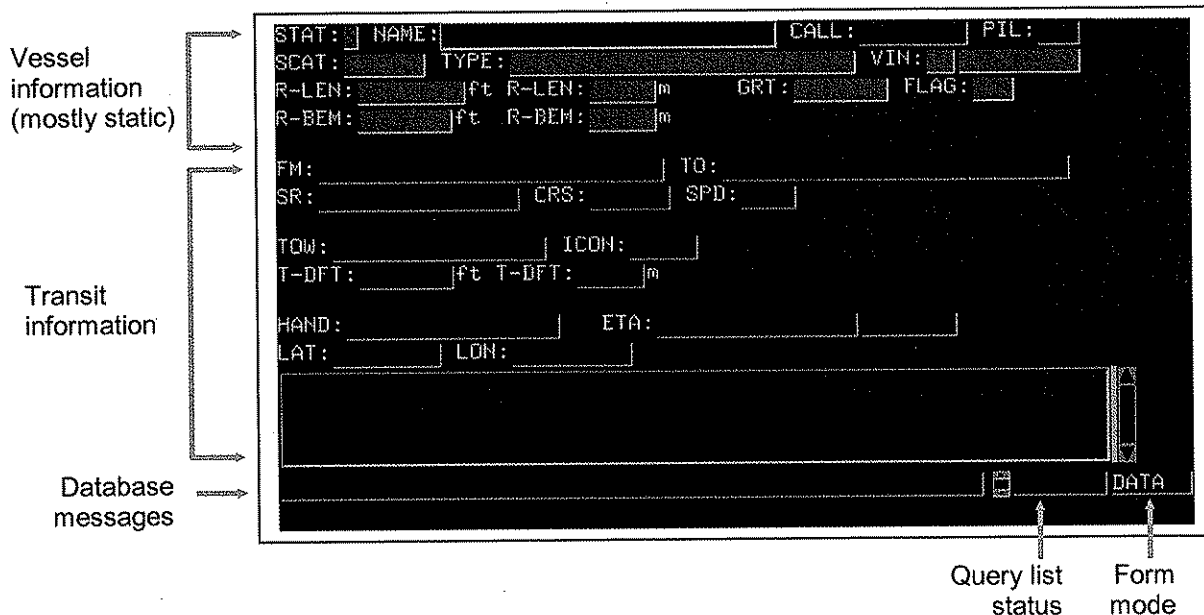 STAT: NAME: CALL: PIL:
SCAT: TYPE: VIN:
R-LEN: ft R-LEN: m GRT: FLAG:
R-BEM: ft R-BEM: m
FM: TO:
SR: CRS: SPD:
TOW: ICON:
T-DFT: ft T-DFT: m
HAND: ETA:
LAT: LON:
DATA
Vessel
information
(mostly static)
Transit
information
Database
messages
Query list
status
Form
mode